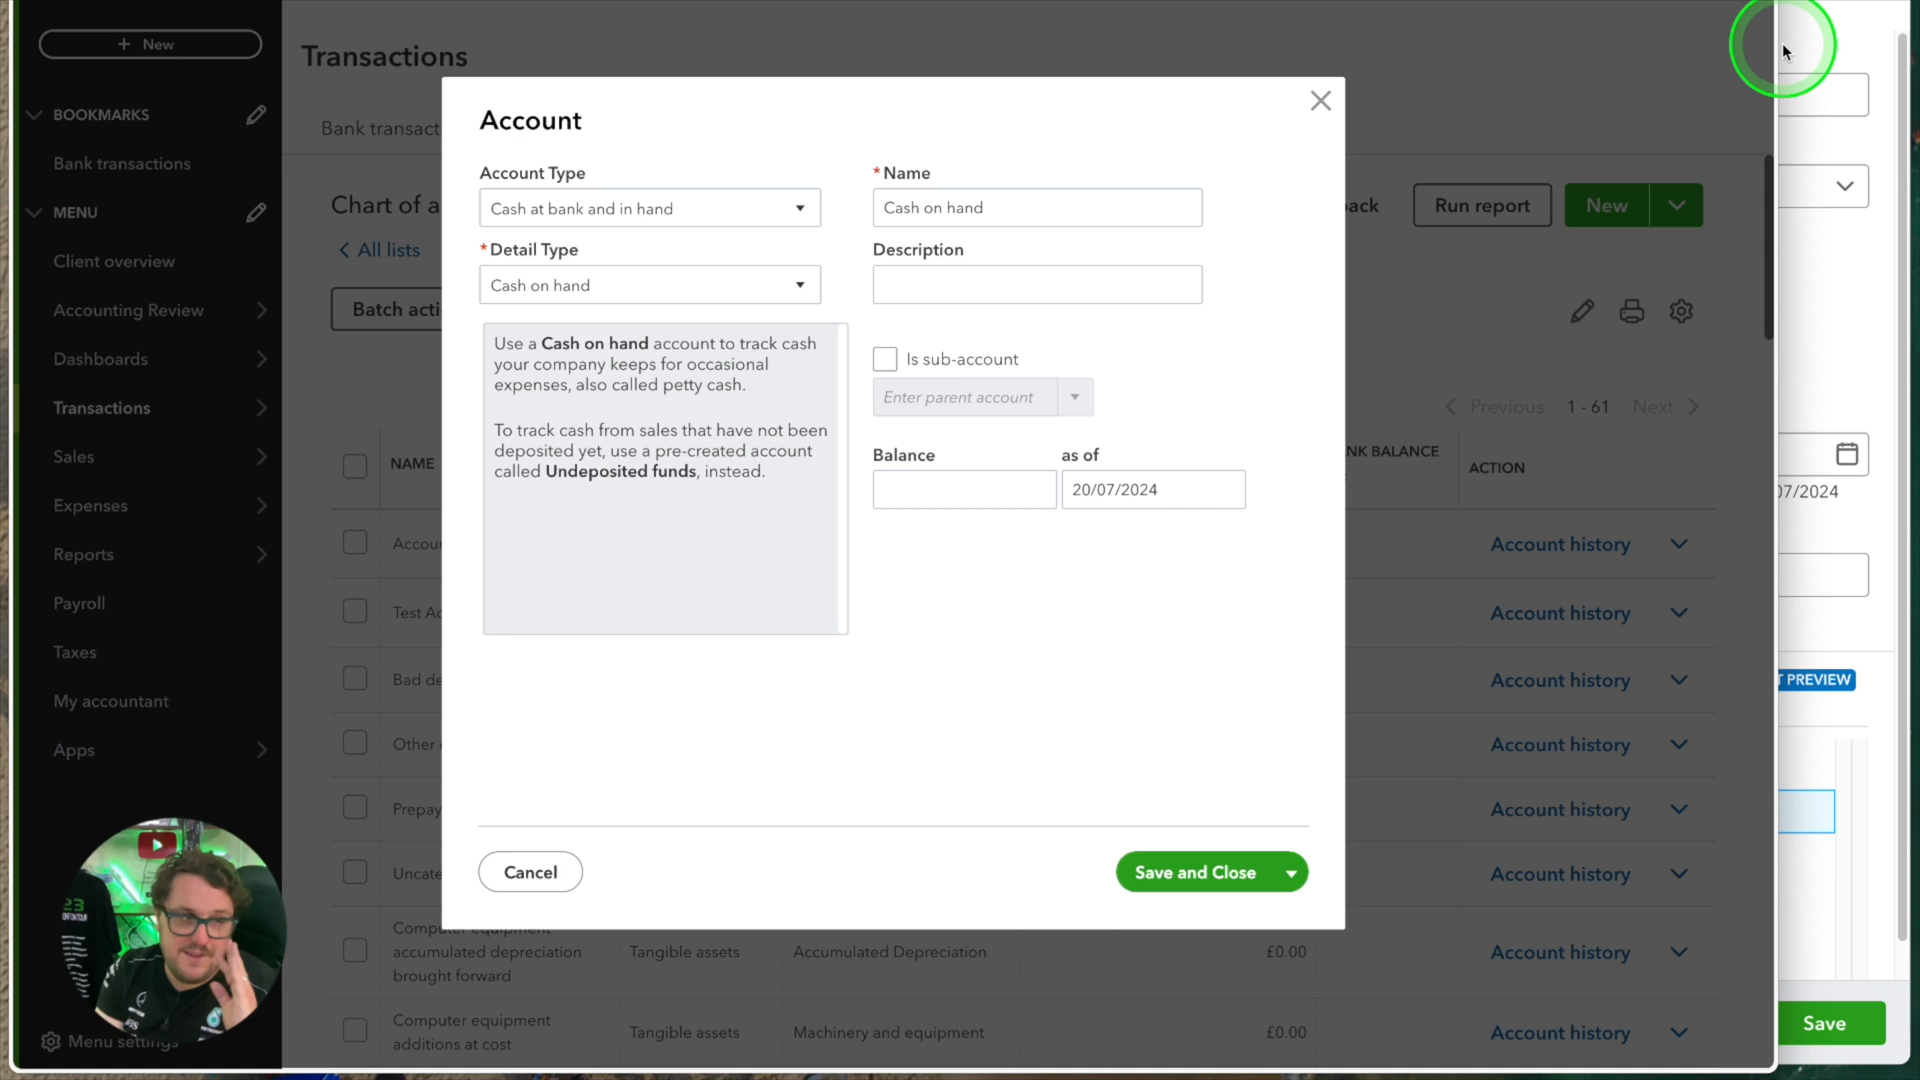 + New
BOOKMARKS
Bank transactions
MENU
Client overview
Accounting Review
Dashboards
Transactions
Sales
Expenses
Reports
Payroll
Taxes
My accountant
Apps
Menu settings
Transactions
Bank transact
Chart of a
All lists
Batch acti
Run report
New
Previous 1 - 61 Next
NAME
NK BALANCE
ACTION
Account history
Test Ac
Account history
Bad de
Account history
Other
Account history
Prepay
Account history
Uncate
Account history
Computer equipment
accumulated depreciation
brought forward
Tangible assets
Accumulated Depreciation
£0.00
Account history
Computer equipment
additions at cost
Tangible assets
Machinery and equipment
£0.00
Account history
Account
Account Type
Cash at bank and in hand
* Name
Cash on hand
* Detail Type
Cash on hand
Description
Use a Cash on hand account to track cash
your company keeps for occasional
expenses, also called petty cash.
To track cash from sales that have not been
deposited yet, use a pre-created account
called Undeposited funds, instead.
Is sub-account
Enter parent account
Balance
as of
20/07/2024
Cancel
Save and Close
07/2024
T PREVIEW
Save
23